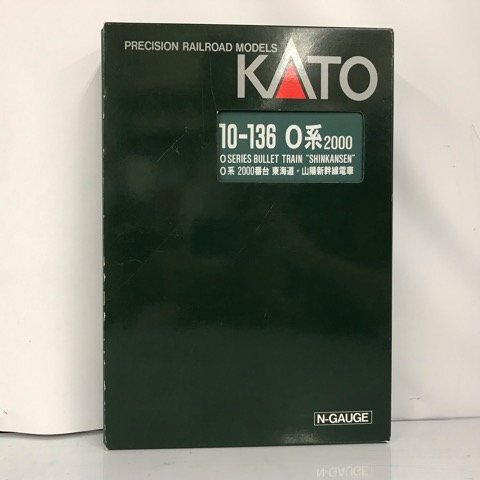 PRECISION RAILROAD MODELS
KATO
10-136 0系2000
0 SERIES BULLET TRAIN "SHINKANSEN"
0系 2000番台 東海道・山陽新幹線電車
N-GAUGE